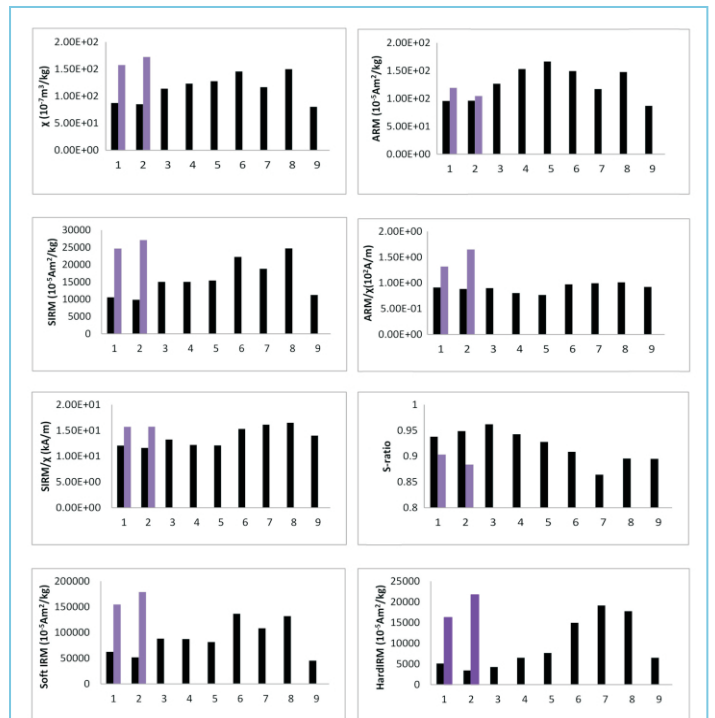 χ (10⁻⁷m³/kg)
2.00E+02
1.50E+02
1.00E+02
5.00E+01
0.00E+00
1 2 3 4 5 6 7 8 9
ARM (10⁻⁵Am²/kg)
2.00E+02
1.50E+02
1.00E+02
5.00E+01
0.00E+00
1 2 3 4 5 6 7 8 9
SIRM (10⁻⁵Am²/kg)
30000
25000
20000
15000
10000
5000
0
1 2 3 4 5 6 7 8 9
ARM/χ(10²A/m)
2.00E+00
1.50E+00
1.00E+00
5.00E-01
0.00E+00
1 2 3 4 5 6 7 8 9
SIRM/χ (kA/m)
2.00E+01
1.50E+01
1.00E+01
5.00E+00
0.00E+00
1 2 3 4 5 6 7 8 9
S-ratio
1
0.95
0.9
0.85
0.8
1 2 3 4 5 6 7 8 9
Soft IRM (10⁻⁵Am²/kg)
200000
150000
100000
50000
0
1 2 3 4 5 6 7 8 9
HardIRM (10⁻⁵Am²/kg)
25000
20000
15000
10000
5000
0
1 2 3 4 5 6 7 8 9